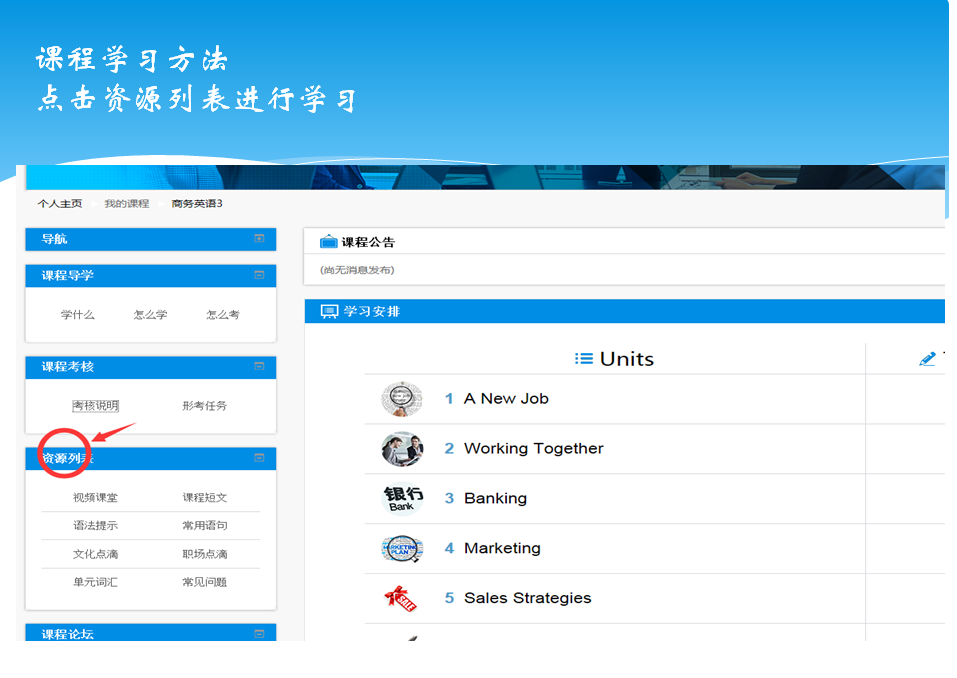 课程学习方法
点击资源列表进行学习
个人主页 我的课程 商务英语3
导航
课程导学
学什么 怎么学 怎么考
课程考核
考核说明 形考任务
资源列表
视频课堂 课程短文
语法提示 常用语句
文化点滴 职场点滴
单元词汇 常见问题
课程论坛
课程公告
(尚无消息发布)
学习安排
Units
1 A New Job
2 Working Together
银行
Bank
3 Banking
MARKETING
PLAN
4 Marketing
SALE
5 Sales Strategies